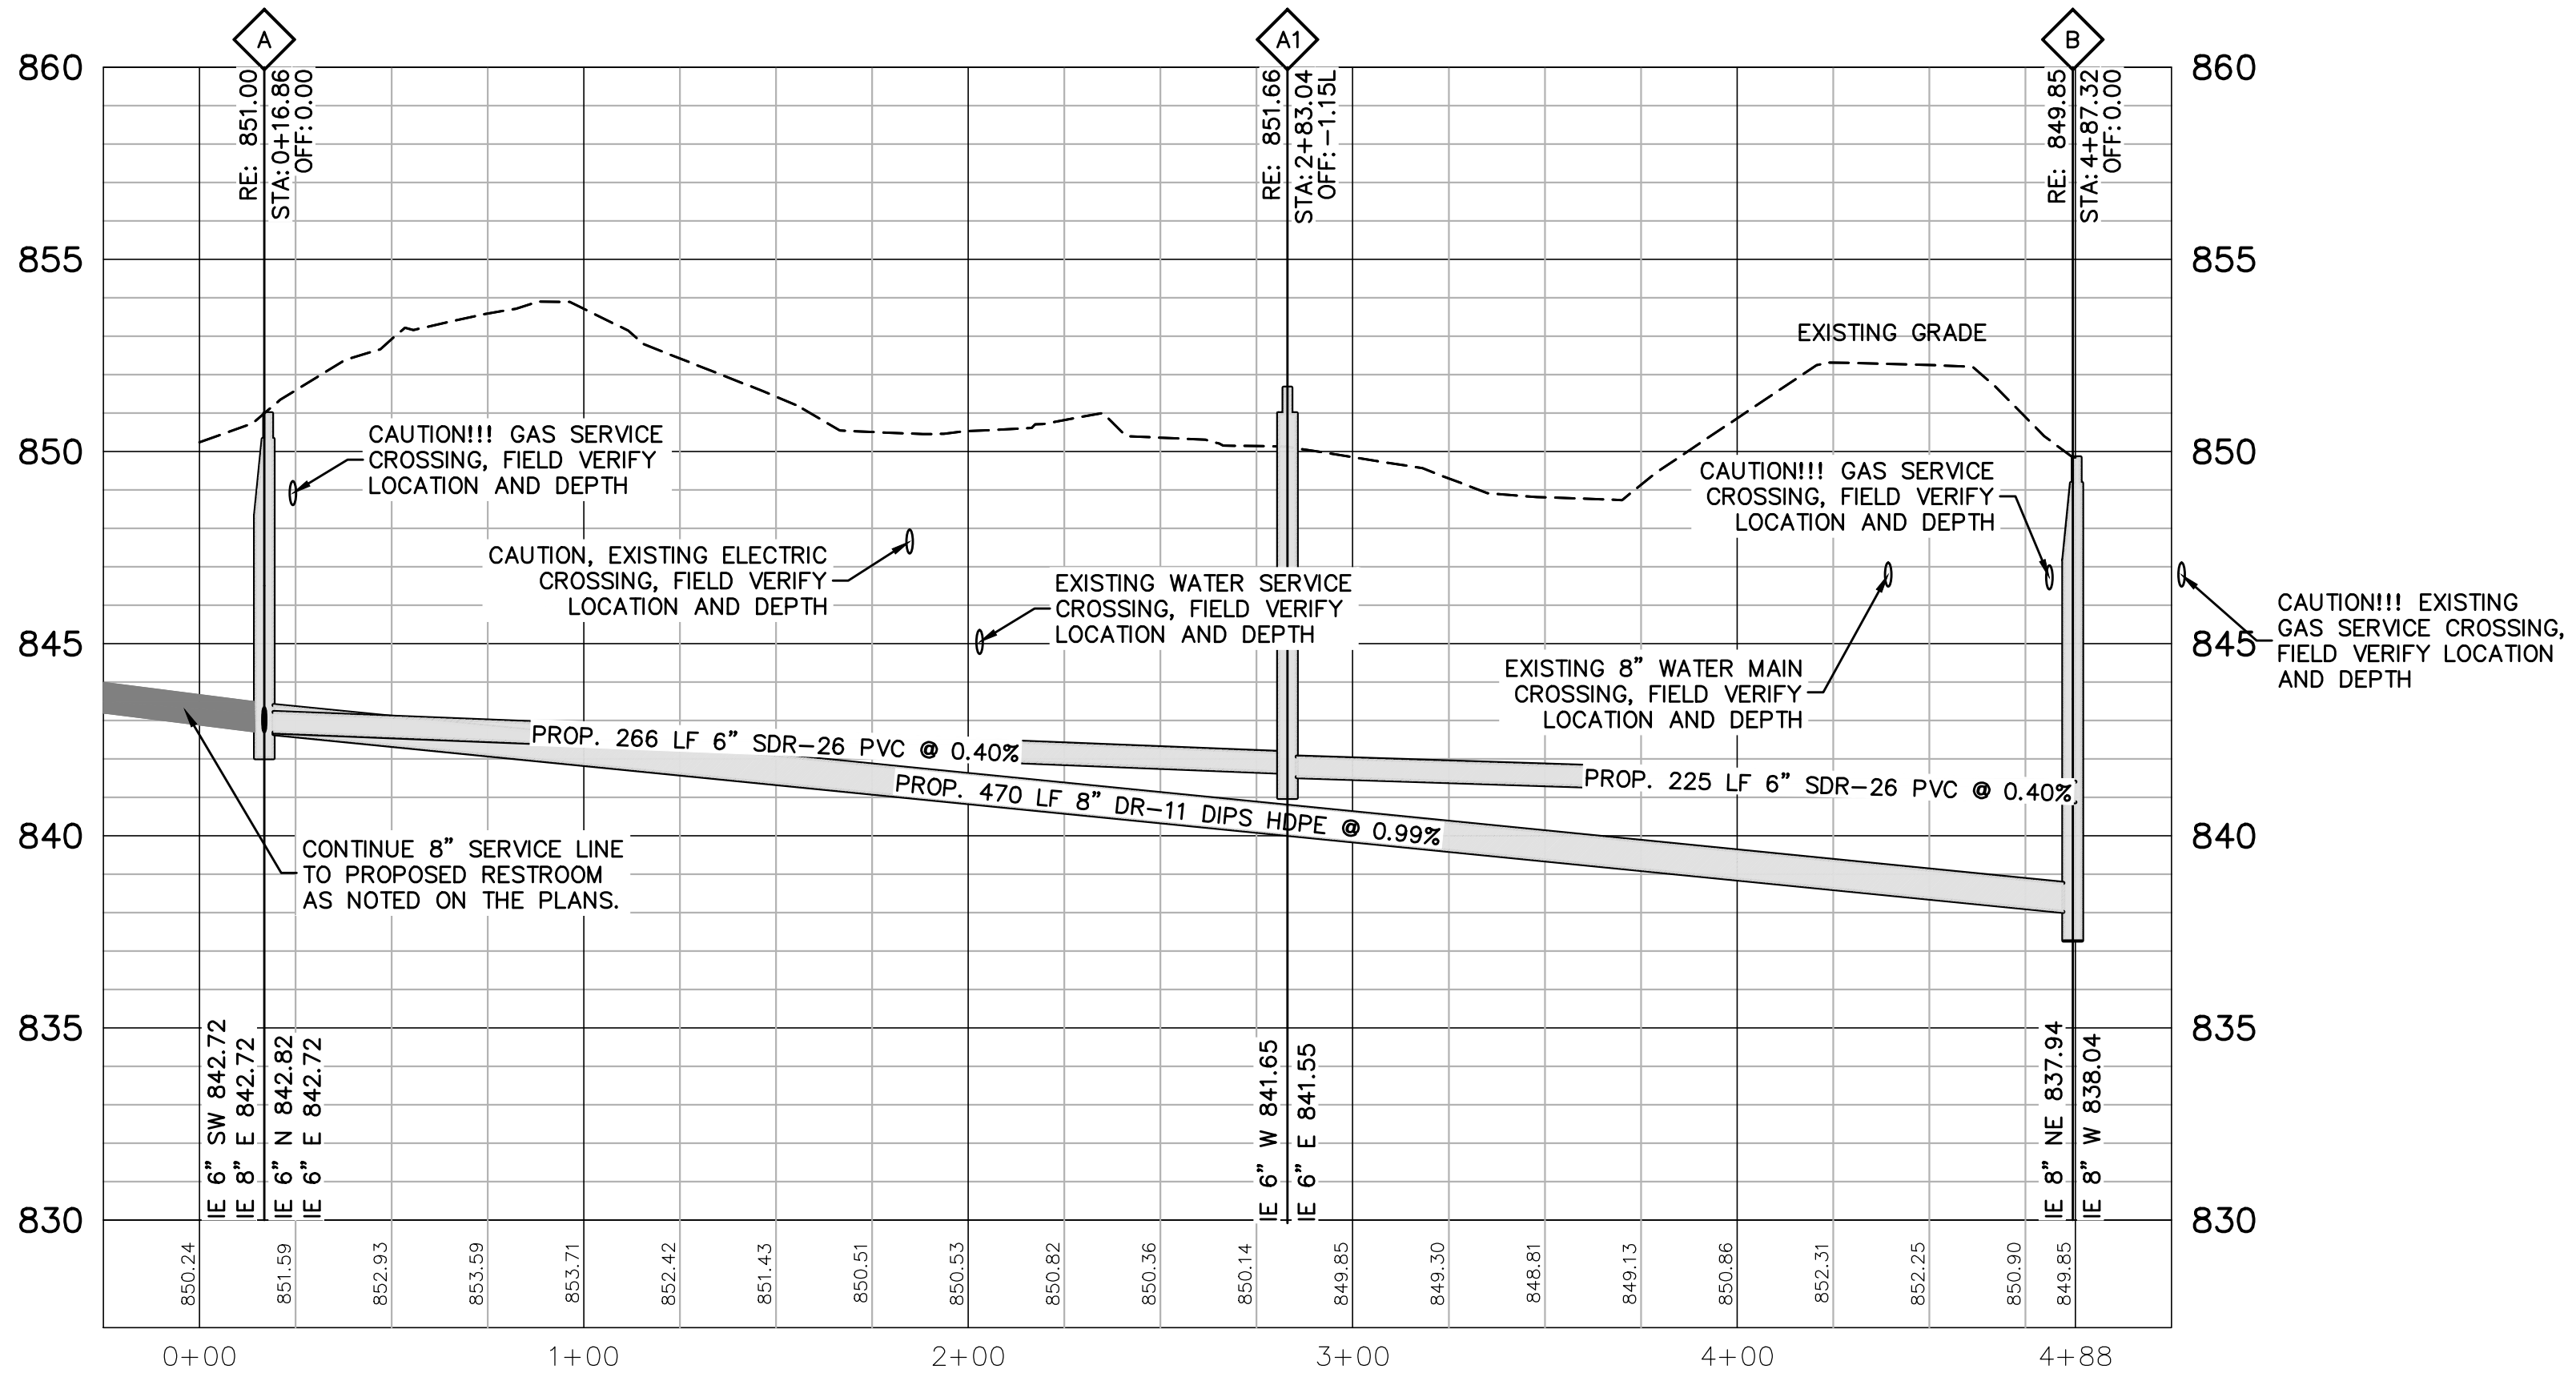 A
A1
B
860
860
855
855
850
850
845
845
840
840
835
835
830
830
RE: 851.00
STA: 0+16.86
OFF: 0.00
RE: 851.66
STA: 2+83.04
OFF: -1.15L
RE: 849.85
STA: 4+87.32
OFF: 0.00
EXISTING GRADE
CAUTION!!! GAS SERVICE
CROSSING, FIELD VERIFY
LOCATION AND DEPTH
CAUTION, EXISTING ELECTRIC
CROSSING, FIELD VERIFY
LOCATION AND DEPTH
EXISTING WATER SERVICE
CROSSING, FIELD VERIFY
LOCATION AND DEPTH
CAUTION!!! GAS SERVICE
CROSSING, FIELD VERIFY
LOCATION AND DEPTH
EXISTING 8" WATER MAIN
CROSSING, FIELD VERIFY
LOCATION AND DEPTH
CAUTION!!! EXISTING
GAS SERVICE CROSSING,
FIELD VERIFY LOCATION
AND DEPTH
PROP. 266 LF 6" SDR-26 PVC @ 0.40%
PROP. 470 LF 8" DR-11 DIPS HDPE @ 0.99%
PROP. 225 LF 6" SDR-26 PVC @ 0.40%
CONTINUE 8" SERVICE LINE
TO PROPOSED RESTROOM
AS NOTED ON THE PLANS.
IE 6" SW 842.72
IE 8" E 842.72
IE 6" N 842.82
IE 6" E 842.72
IE 6" W 841.65
IE 6" E 841.55
IE 8" NE 837.94
IE 8" W 838.04
850.24
851.59
852.93
853.59
853.71
852.42
851.43
850.51
850.53
850.82
850.36
850.14
849.85
849.30
848.81
849.13
850.86
852.31
852.25
850.90
849.85
0+00
1+00
2+00
3+00
4+00
4+88